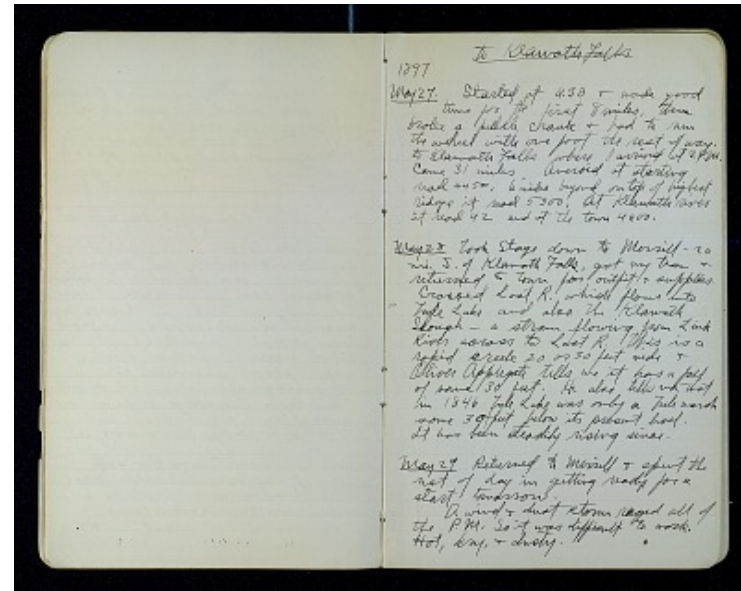 To Klamath Falls
1897
May 27. Started at 4.30 + made good
time for the first 8 miles, then
broke a pedal crank + had to run
the wheel with one foot the rest of way
to Klamath Falls where I arrived at 2 P.M.
Came 31 miles. Aneroid at starting
read 4450, 6 miles beyond on top of highest
ridge it read 5300, At Klamath river
it read 42 and at the town 4200.
May 28 Took Stage down to Merrill - 20
mi. S. of Klamath Falls, got my team +
returned to town for outfit + supplies.
Crossed Lost R. which flows into
Tule Lake and also the Klamath
Slough - a stream flowing from Link
River across to Lost R. This is a
rapid creek 20 or 30 feet wide +
Oliver Applegate tells me it has a fall
of some 30 feet. He also tells me that
in 1846 Tule Lake was only a Tule marsh
some 30 feet below its present level.
It has been steadily rising since.
May 29 Returned to Merrill + spent the
rest of day in getting ready for a
start tomorrow.
A wind + dust storm raged all of
the P.M. So it was difficult to work.
Hot, dry, + dusty.